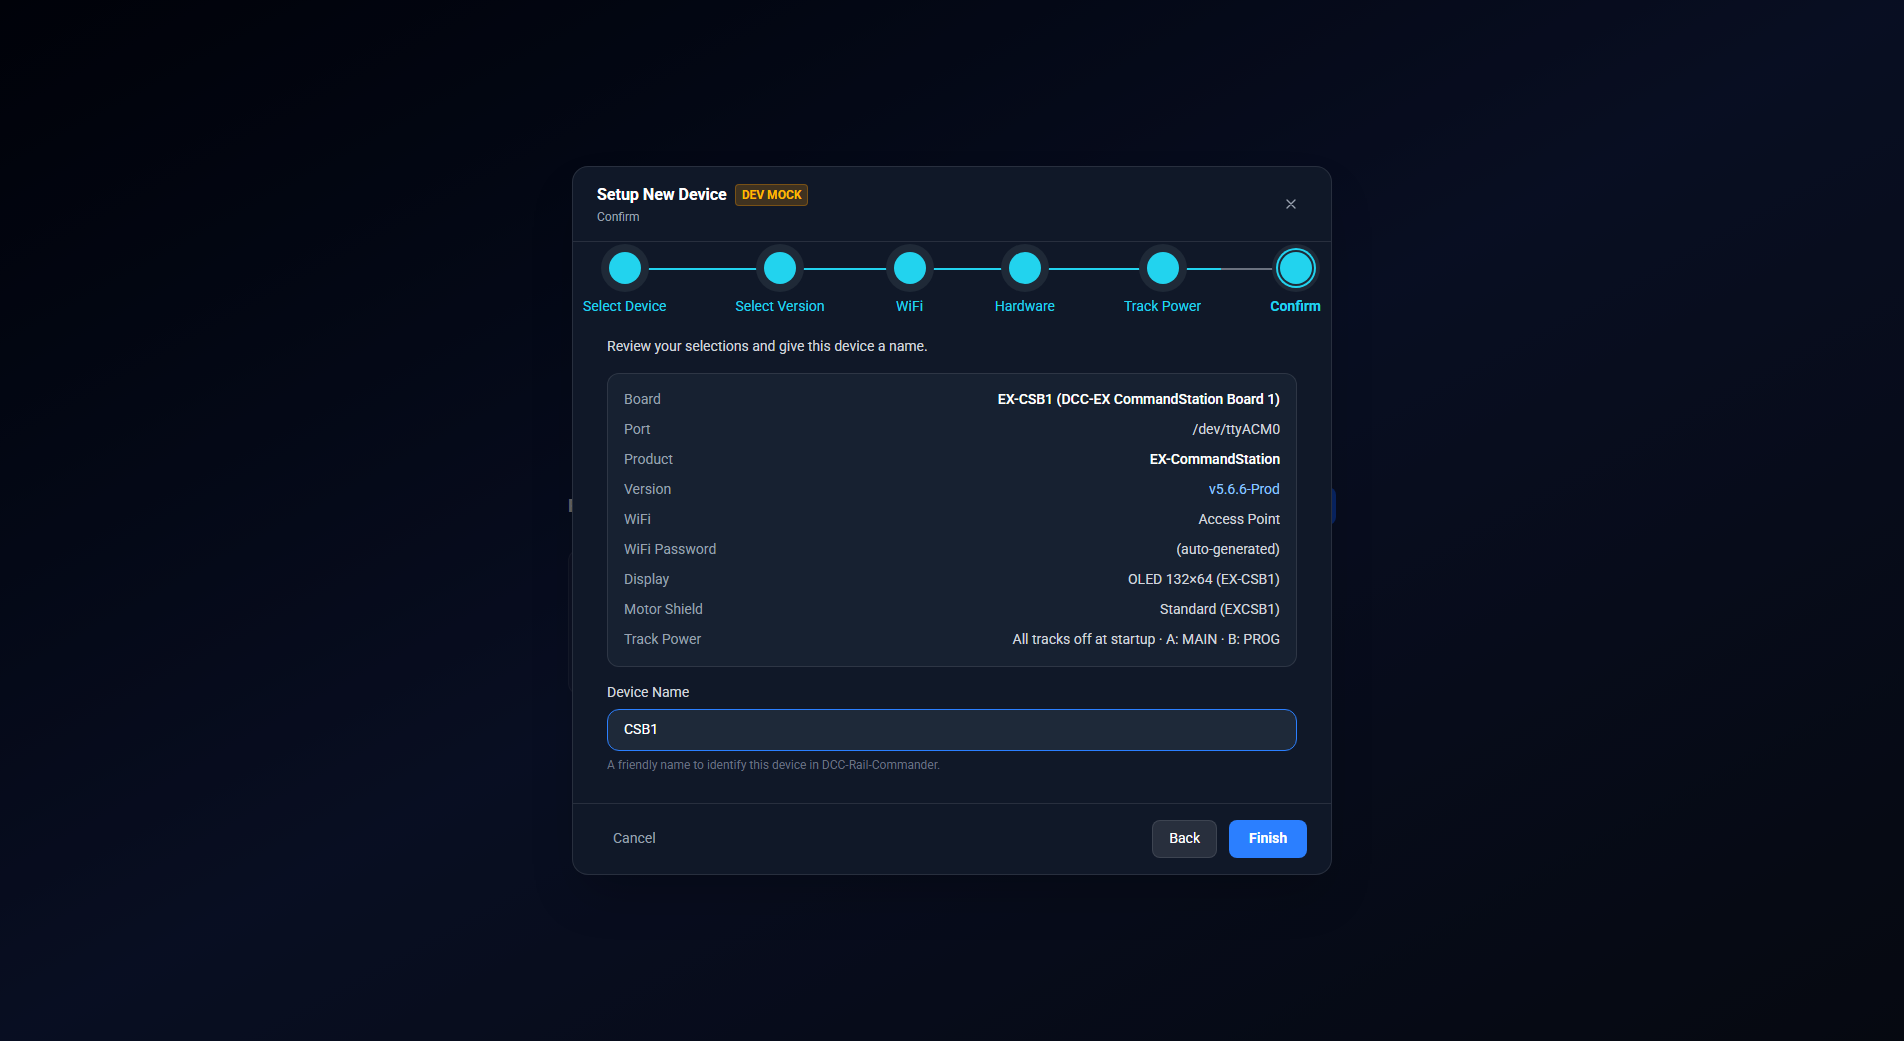 Setup New Device DEV MOCK
Confirm
Select Device Select Version WiFi Hardware Track Power Confirm
Review your selections and give this device a name.
Board EX-CSB1 (DCC-EX CommandStation Board 1)
Port /dev/ttyACM0
Product EX-CommandStation
Version v5.6.6-Prod
WiFi Access Point
WiFi Password (auto-generated)
Display OLED 132×64 (EX-CSB1)
Motor Shield Standard (EXCSB1)
Track Power All tracks off at startup · A: MAIN · B: PROG
Device Name
CSB1
A friendly name to identify this device in DCC-Rail-Commander.
Cancel Back Finish